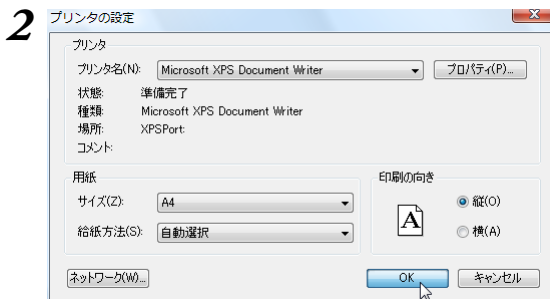 2
プリンタの設定
プリンタ
プリンタ名(N): Microsoft XPS Document Writer プロパティ(P)...
状態: 準備完了
種類: Microsoft XPS Document Writer
場所: XPSPort:
コメント:
用紙 印刷の向き
サイズ(Z): A4 縦(O)
給紙方法(S): 自動選択 A 横(A)
ネットワーク(W)... OK キャンセル